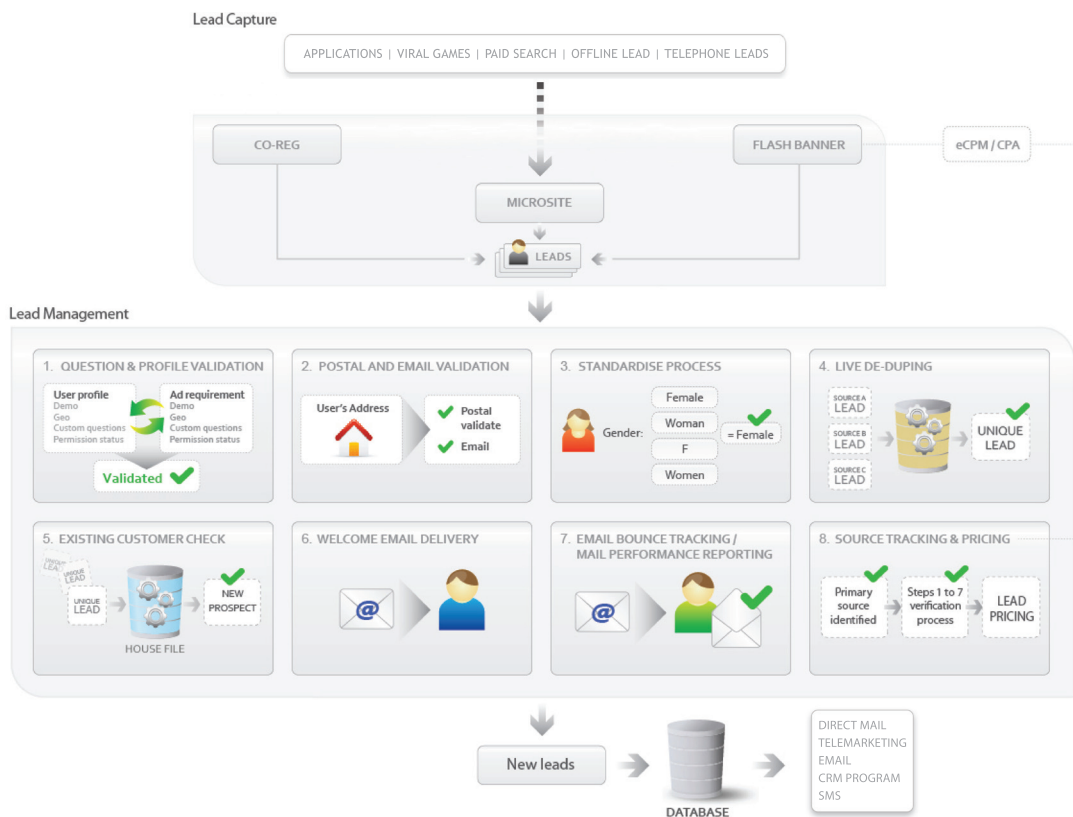 Lead Capture
APPLICATIONS | VIRAL GAMES | PAID SEARCH | OFFLINE LEAD | TELEPHONE LEADS
CO-REG
FLASH BANNER
eCPM / CPA
MICROSITE
LEADS
Lead Management
1. QUESTION & PROFILE VALIDATION
User profile
Demo
Geo
Custom questions
Permission status
Ad requirement
Demo
Geo
Custom questions
Permission status
Validated
2. POSTAL AND EMAIL VALIDATION
User's Address
Postal
validate
Email
3. STANDARDISE PROCESS
Gender:
Female
Woman
F
Women
= Female
4. LIVE DE-DUPING
SOURCE A
LEAD
SOURCE B
LEAD
SOURCE C
LEAD
UNIQUE
LEAD
5. EXISTING CUSTOMER CHECK
UNIQUE
LEAD
UNIQUE
LEAD
UNIQUE
LEAD
HOUSE FILE
NEW
PROSPECT
6. WELCOME EMAIL DELIVERY
@
7. EMAIL BOUNCE TRACKING /
MAIL PERFORMANCE REPORTING
@
8. SOURCE TRACKING & PRICING
Primary
source
identified
Steps 1 to 7
verification
process
LEAD
PRICING
New leads
DATABASE
DIRECT MAIL
TELEMARKETING
EMAIL
CRM PROGRAM
SMS